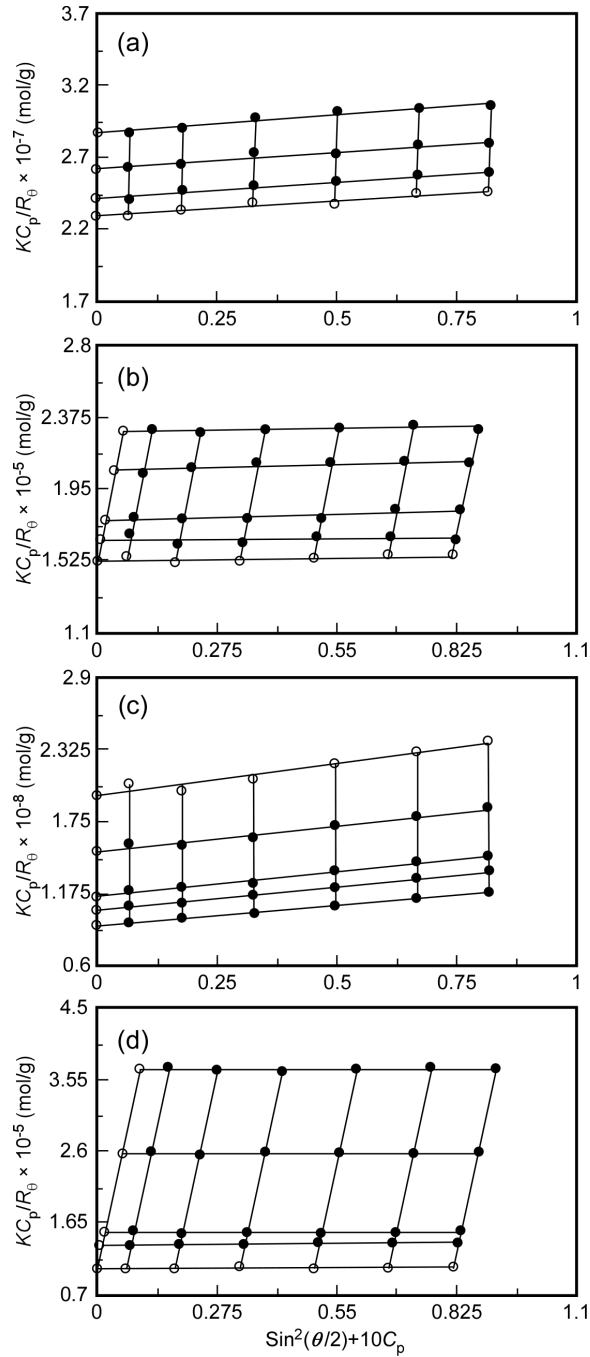 3.7
(a)
3.2
2.7
2.2
1.7
KCp/Rθ × 10-7 (mol/g)
0 0.25 0.5 0.75 1
2.8
(b)
2.375
1.95
1.525
1.1
KCp/Rθ × 10-5 (mol/g)
0 0.275 0.55 0.825 1.1
2.9
(c)
2.325
1.75
1.175
0.6
KCp/Rθ × 10-8 (mol/g)
0 0.25 0.5 0.75 1
4.5
(d)
3.55
2.6
1.65
0.7
KCp/Rθ × 10-5 (mol/g)
0 0.275 0.55 0.825 1.1
Sin2(θ/2)+10Cp